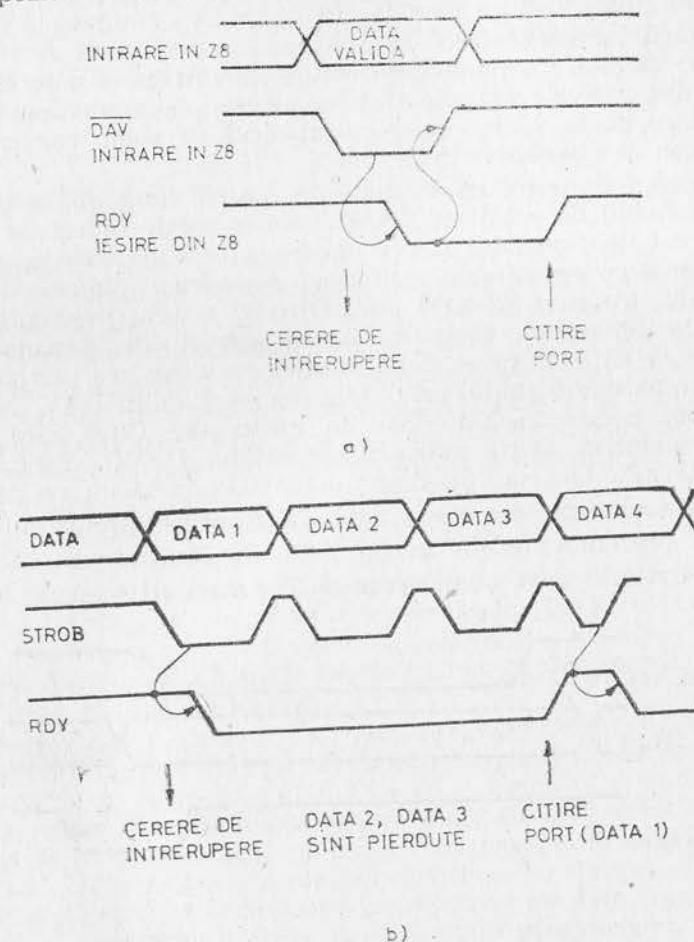 DATA
INTRARE IN Z8
VALIDA
DAV
INTRARE IN Z8
RDY
IESIRE DIN Z8
CERERE DE
INTRERUPERE
CITIRE
PORT
a)
DATA
DATA 1
DATA 2
DATA 3
DATA 4
STROB
RDY
CERERE DE
INTRERUPERE
DATA 2, DATA 3
SINT PIERDUTE
CITIRE
PORT (DATA 1)
b)